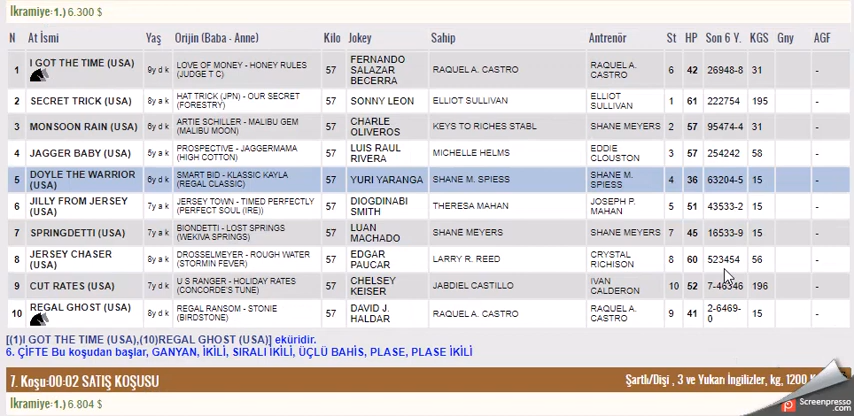 Ikramiye: 1.) 6.300 $
N At İsmi Yaş Orijin (Baba - Anne) Kilo Jokey Sahip Antrenör St HP Son 6 Y. KGS Gny AGF
1 I GOT THE TIME (USA) 9y d k LOVE OF MONEY - HONEY RULES (JUDGE T C) 57 FERNANDO SALAZAR BECERRA RAQUEL A. CASTRO RAQUEL A. CASTRO 6 42 26948-8 31 -
2 SECRET TRICK (USA) 8y a k HAT TRICK (JPN) - OUR SECRET (FORESTRY) 57 SONNY LEON ELLIOT SULLIVAN ELLIOT SULLIVAN 1 61 222754 195 -
3 MONSOON RAIN (USA) 6y d k ARTIE SCHILLER - MALIBU GEM (MALIBU MOON) 57 CHARLE OLIVEROS KEYS TO RICHES STABL SHANE MEYERS 2 57 95474-4 31 -
4 JAGGER BABY (USA) 5y a k PROSPECTIVE - JAGGERMAMA (HIGH COTTON) 57 LUIS RAUL RIVERA MICHELLE HELMS EDDIE CLOUSTON 3 57 254242 58 -
5 DOYLE THE WARRIOR (USA) 6y d k SMART BID - KLASSIC KAYLA (REGAL CLASSIC) 57 YURI YARANGA SHANE M. SPIESS SHANE M. SPIESS 4 36 63204-5 15 -
6 JILLY FROM JERSEY (USA) 7y a k JERSEY TOWN - TIMED PERFECTLY (PERFECT SOUL (IRE)) 57 DIOGDINABI SMITH THERESA MAHAN JOSEPH P. MAHAN 5 51 43533-2 15 -
7 SPRINGDETTI (USA) 7y a k BIONDETTI - LOST SPRINGS (WEKIVA SPRINGS) 57 LUAN MACHADO SHANE MEYERS SHANE MEYERS 7 45 16533-9 15 -
8 JERSEY CHASER (USA) 8y a k DROSSELMEYER - ROUGH WATER (STORMIN FEVER) 57 EDGAR PAUCAR LARRY R. REED CRYSTAL RICHISON 8 60 523454 56 -
9 CUT RATES (USA) 7y d k U S RANGER - HOLIDAY RATES (CONCORDE'S TUNE) 57 CHELSEY KEISER JABDIEL CASTILLO IVAN CALDERON 10 52 7-46346 196 -
10 REGAL GHOST (USA) 8y d k REGAL RANSOM - STONIE (BIRDSTONE) 57 DAVID J. HALDAR RAQUEL A. CASTRO RAQUEL A. CASTRO 9 41 2-6469-0 15 -
[(1)I GOT THE TIME (USA),(10)REGAL GHOST (USA)] eküridir.
6. ÇİFTE Bu koşudan başlar, GANYAN, İKİLİ, SIRALI İKİLİ, ÜÇLÜ BAHİS, PLASE, PLASE İKİLİ
7. Koşu:00-02 SATIŞ KOŞUSU Şartlı/Dişi , 3 ve Yukarı İngilizler, kg, 1200
Ikramiye: 1.) 6.804 $
Screenpresso.com